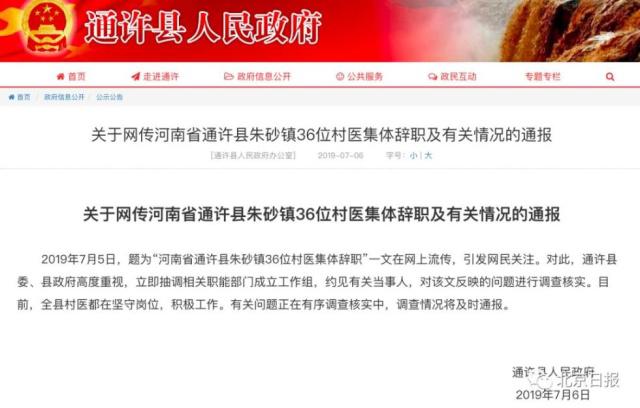 通许县人民政府
首页 走进通许 政府信息公开 公共服务 政民互动 专题专栏
首页 / 政府信息公开 / 公示公告
关于网传河南省通许县朱砂镇36位村医集体辞职及有关情况的通报
[通许县人民政府办公室] 2019-07-06 字号：小 | 大
关于网传河南省通许县朱砂镇36位村医集体辞职及有关情况的通报
2019年7月5日，题为“河南省通许县朱砂镇36位村医集体辞职”一文在网上流传，引发网民关注。对此，通许县
委、县政府高度重视，立即抽调相关职能部门成立工作组，约见有关当事人，对该文反映的问题进行调查核实。目
前，全县村医都在坚守岗位，积极工作。有关问题正在有序调查核实中，调查情况将及时通报。
通许县人民政府
北京日报
2019年7月6日